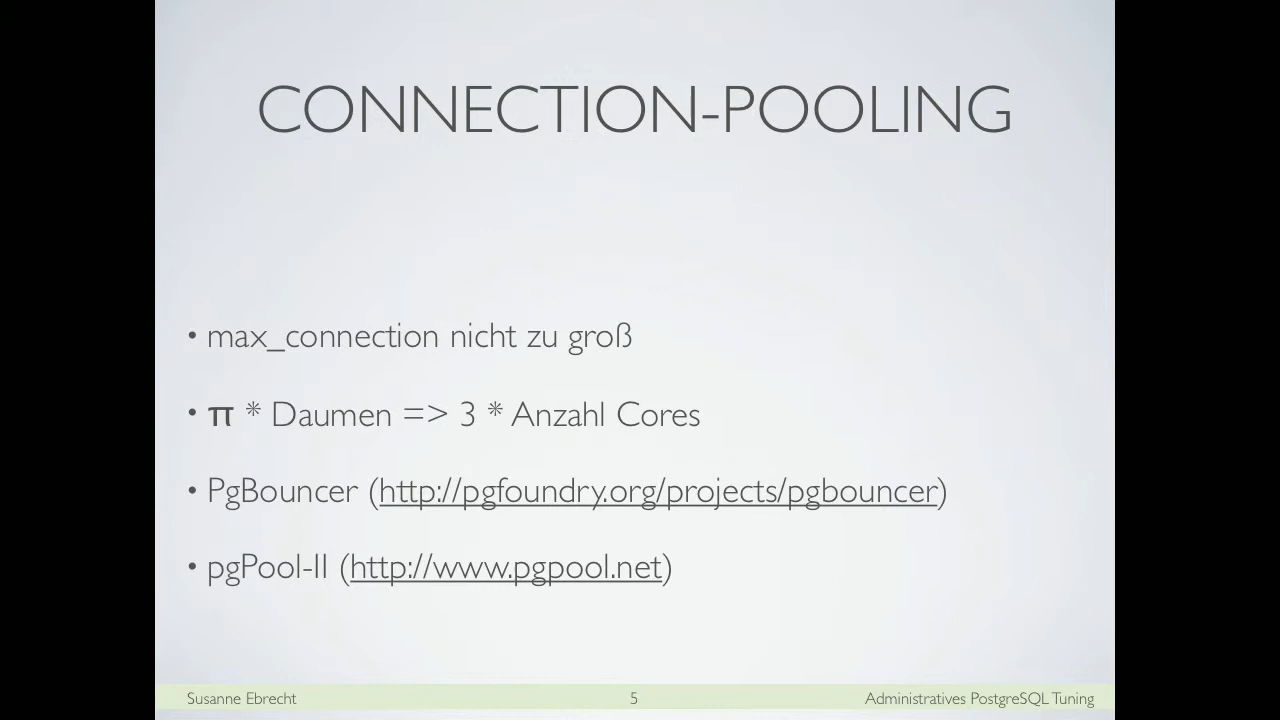 CONNECTION-POOLING
• max_connection nicht zu groß
• π * Daumen => 3 * Anzahl Cores
• PgBouncer (http://pgfoundry.org/projects/pgbouncer)
• pgPool-II (http://www.pgpool.net)
Susanne Ebrecht 5 Administratives PostgreSQL Tuning